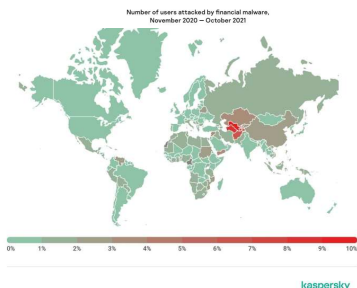 Number of users attacked by financial malware,
November 2020 — October 2021
0% 1% 2% 3% 4% 5% 6% 7% 8% 9% 10%
kaspersky